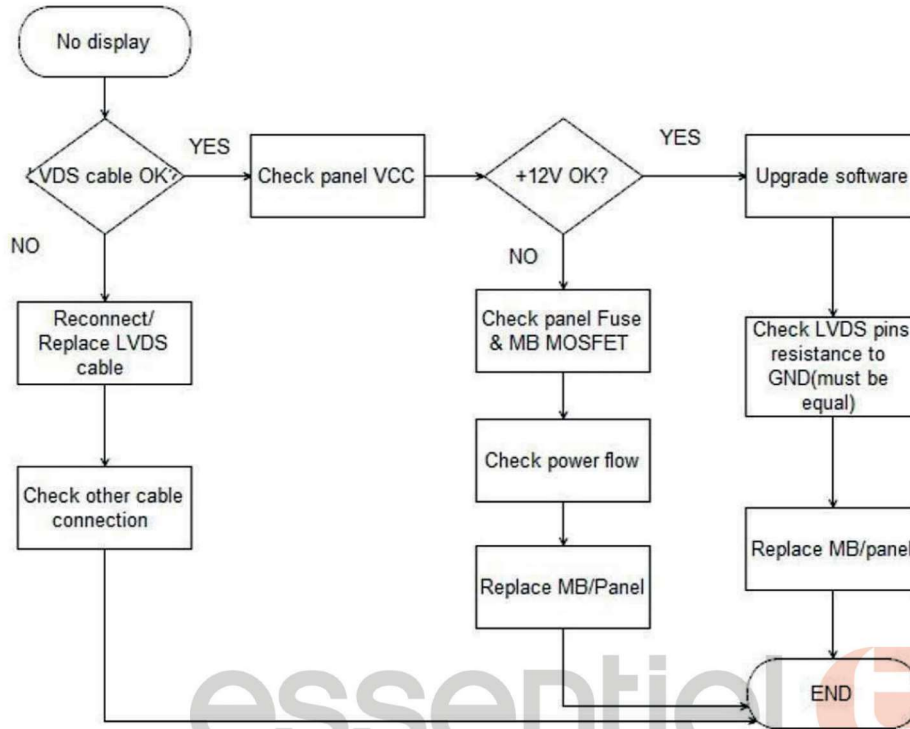 No display
LVDS cable OK?
YES
NO
Check panel VCC
+12V OK?
YES
NO
Upgrade software
Reconnect/
Replace LVDS
cable
Check panel Fuse
& MB MOSFET
Check LVDS pins
resistance to
GND(must be
equal)
Check other cable
connection
Check power flow
Replace MB/Panel
Replace MB/panel
END
essentiel